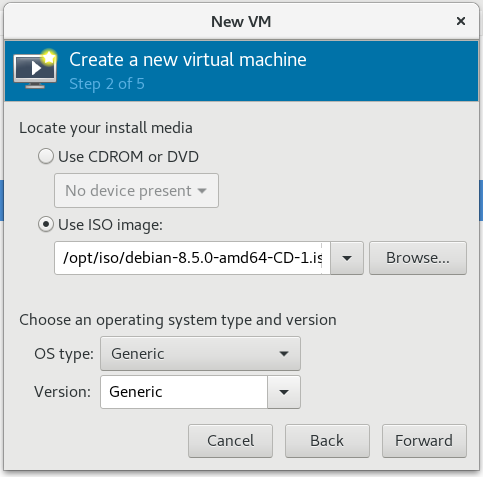 New VM
Create a new virtual machine
Step 2 of 5
Locate your install media
Use CDROM or DVD
No device present
Use ISO image:
/opt/iso/debian-8.5.0-amd64-CD-1.is
Browse...
Choose an operating system type and version
OS type: Generic
Version: Generic
Cancel Back Forward